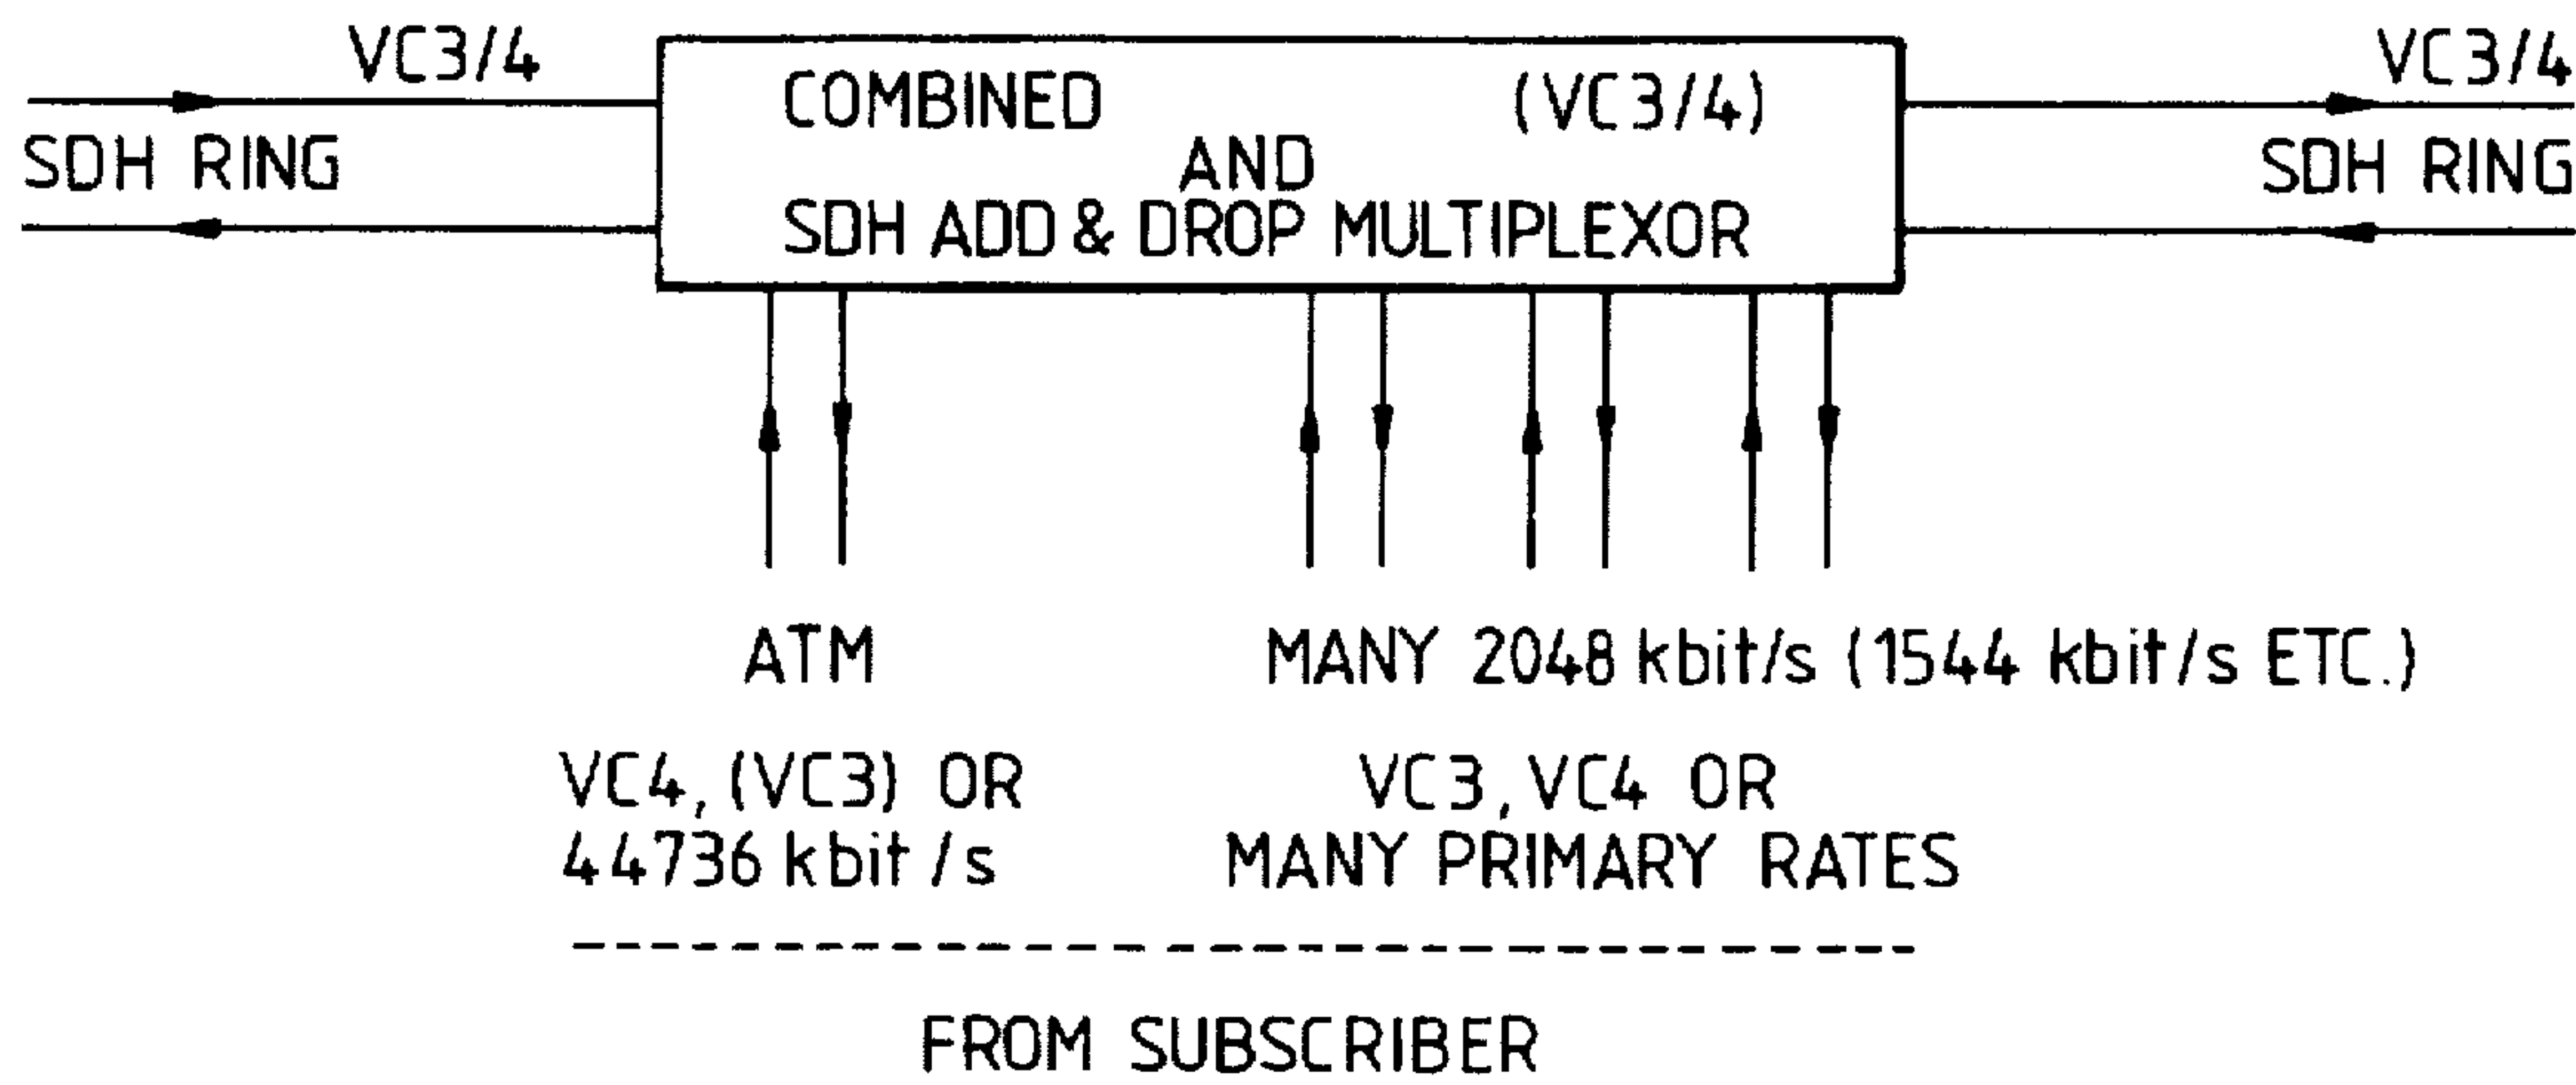 VC3/4
SDH RING
COMBINED (VC3/4)
AND
SDH ADD & DROP MULTIPLEXOR
VC3/4
SDH RING
ATM
VC4, (VC3) OR
44736 kbit/s
MANY 2048 kbit/s (1544 kbit/s ETC.)
VC3, VC4 OR
MANY PRIMARY RATES
FROM SUBSCRIBER